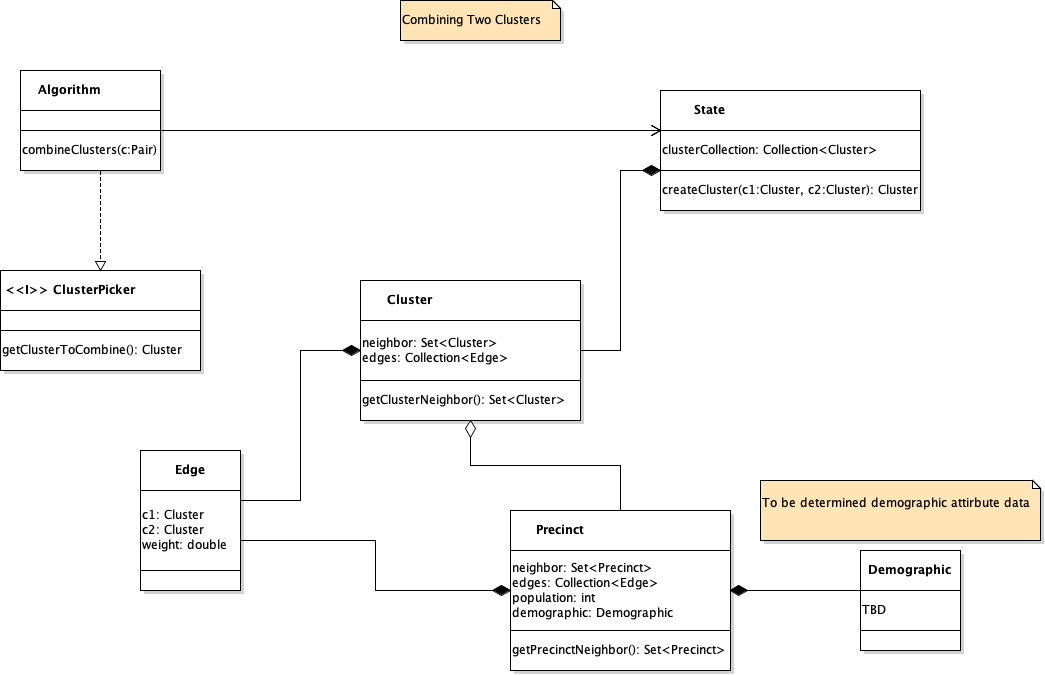 Combining Two Clusters
Algorithm
combineClusters(c:Pair)
State
clusterCollection: Collection<Cluster>
createCluster(c1:Cluster, c2:Cluster): Cluster
<<I>> ClusterPicker
getClusterToCombine(): Cluster
Cluster
neighbor: Set<Cluster>
edges: Collection<Edge>
getClusterNeighbor(): Set<Cluster>
Edge
c1: Cluster
c2: Cluster
weight: double
To be determined demographic attirbute data
Precinct
neighbor: Set<Precinct>
edges: Collection<Edge>
population: int
demographic: Demographic
getPrecinctNeighbor(): Set<Precinct>
Demographic
TBD